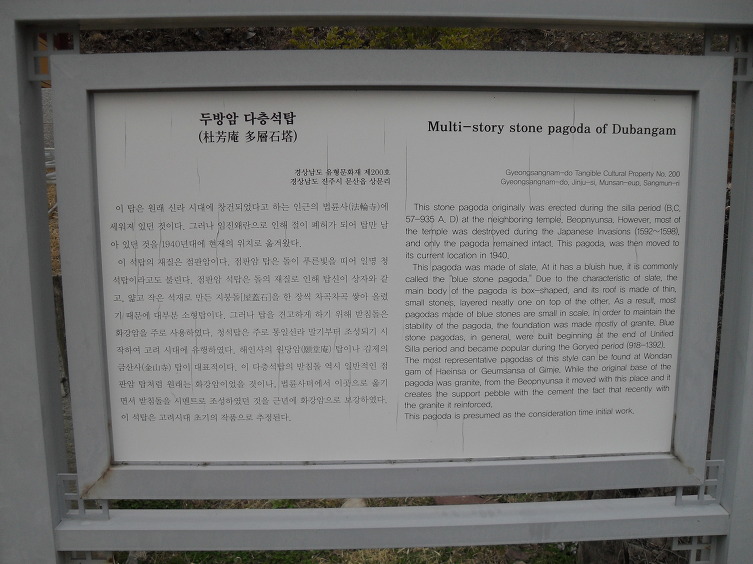 두방암 다층석탑
(杜芳庵 多層石塔)
경상남도 유형문화재 제200호
경상남도 진주시 문산읍 상문리
이 탑은 원래 신라 시대에 창건되었다고 하는 인근의 법륜사(法輪寺)에
세워져 있던 것이다. 그러나 임진왜란으로 인해 절이 폐허가 되어 탑만 남
아 있던 것을 1940년대에 현재의 위치로 옮겨왔다.
이 석탑의 재질은 점판암이다. 점판암 탑은 돌이 푸른빛을 띠어 일명 청
석탑이라고도 불린다. 점판암 석탑은 돌의 재질로 인해 탑신이 상자와 같
고, 얇고 작은 석재로 만든 지붕돌[屋蓋石]을 한 장씩 차곡차곡 쌓아 올렸
기 때문에 대부분 소형탑이다. 그러나 탑을 견고하게 하기 위해 받침돌은
화강암을 주로 사용하였다. 청석탑은 주로 통일신라 말기부터 조성되기 시
작하여 고려 시대에 유행하였다. 해인사의 원당암(願堂庵) 탑이나 김제의
금산사(金山寺) 탑이 대표적이다. 이 다층석탑의 받침돌 역시 일반적인 점
판암 탑처럼 원래는 화강암이었을 것이나, 법륜사터에서 이곳으로 옮기
면서 받침돌을 시멘트로 조성하였던 것을 근년에 화강암으로 보강하였다.
이 석탑은 고려시대 초기의 작품으로 추정된다.
Multi-story stone pagoda of Dubangam
Gyeongsangnam-do Tangible Cultural Property No. 200
Gyeongsangnam-do, Jinju-si, Munsan-eup, Sangmun-ri
This stone pagoda originally was erected during the silla period (B.C,
57-935 A, D) at the neighboring temple, Beopnyunsa, However, most of
the temple was destroyed during the Japanese Invasions (1592~1598),
and only the pagoda remained intact. This pagoda, was then moved to
its current location in 1940.
This pagoda was made of slate, At it has a bluish hue, it is commonly
called the "blue stone pagoda." Due to the characteristic of slate, the
main body of the pagoda is box-shaped, and its roof is made of thin,
small stones, layered neatly one on top of the other. As a result, most
pagodas made of blue stones are small in scale. In order to maintain the
stability of the pagoda, the foundation was made mostly of granite. Blue
stone pagodas, in general, were built beginning at the end of Unified
Silla period and became popular during the Goryeo period (918-1392).
The most representative pagodas of this style can be found at Wondan
gam of Haeinsa or Geumsansa of Gimje. While the original base of the
pagoda was granite, from the Beopnyunsa it moved with this place and it
creates the support pebble with the cement the fact that recently with
the granite it reinforced.
This pagoda is presumed as the consideration time initial work.